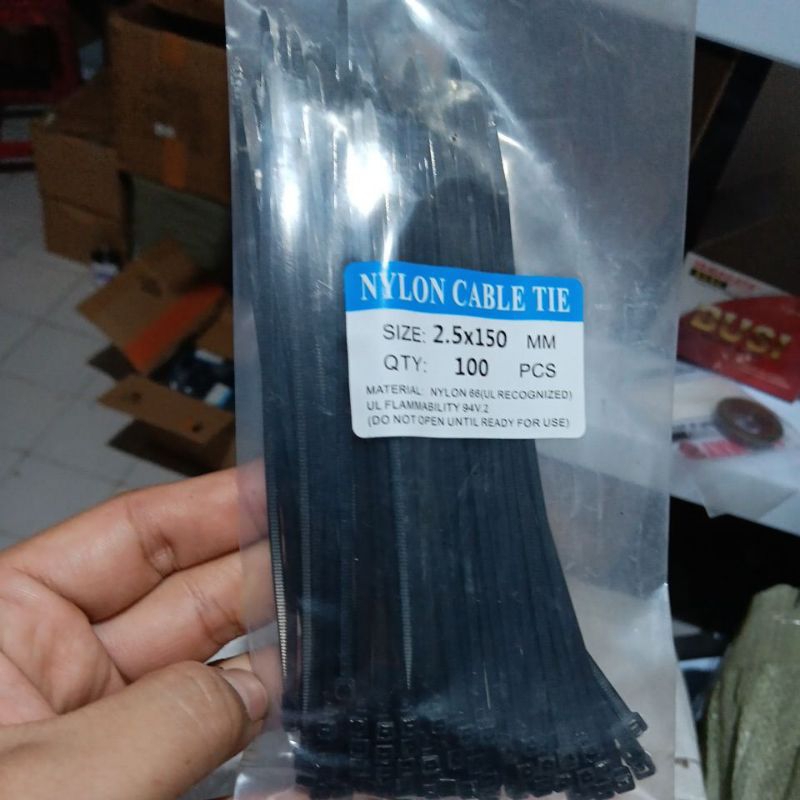 NYLON CABLE TIE
SIZE: 2.5x150 MM
QTY: 100 PCS
MATERIAL: NYLON 66(UL RECOGNIZED)
UL FLAMMABILITY 94V.2
(DO NOT OPEN UNTIL READY FOR USE)